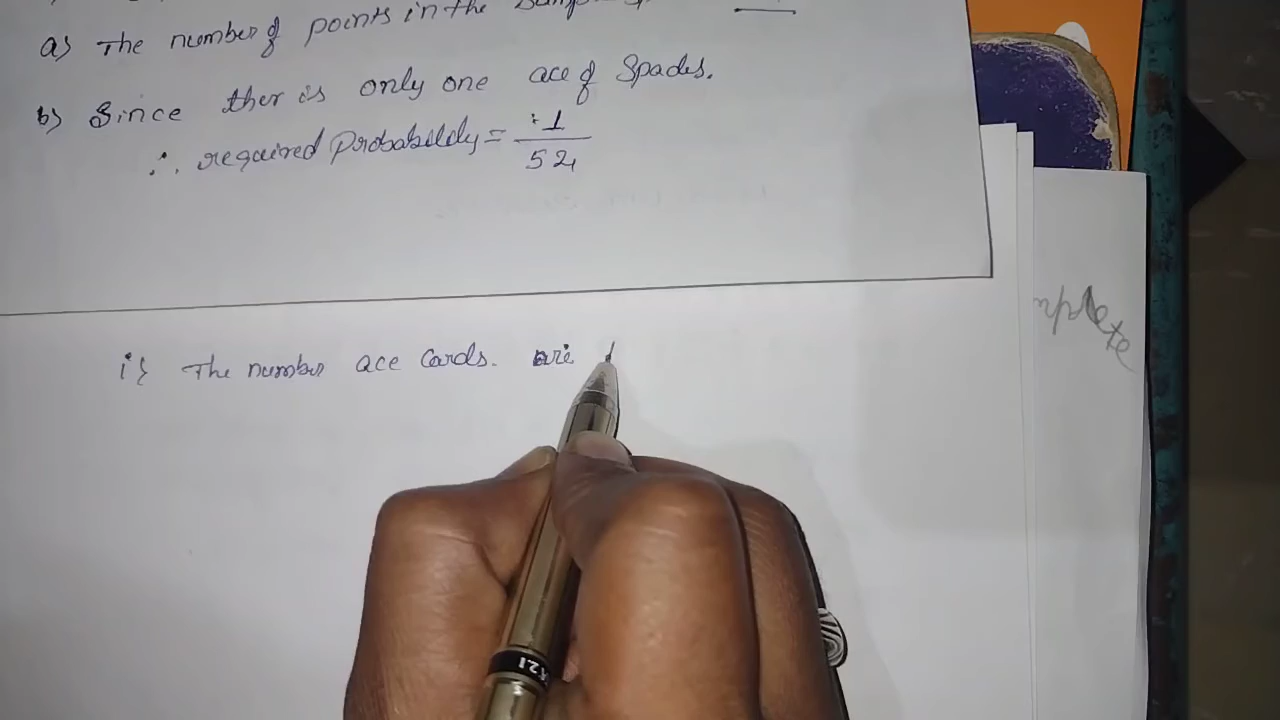 a) The number of points in the
b) Since ther is only one ace of Spades.
∴ required Probability = 1/52
i} The number ace Cards. are